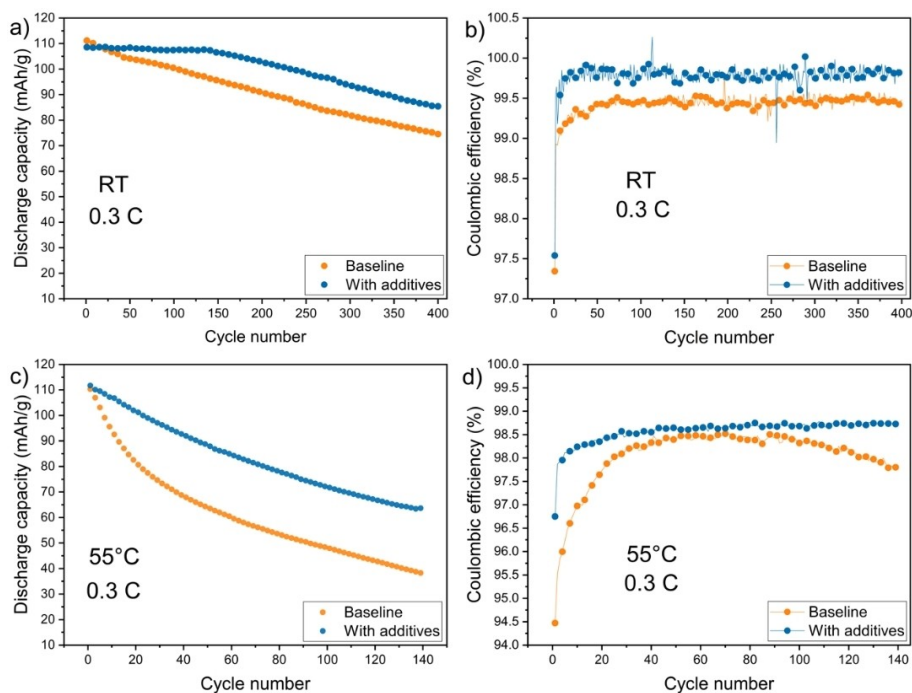 a)
120
110
100
90
80
70
60
50
40
30
20
10
Discharge capacity (mAh/g)
RT
0.3 C
Baseline
With additives
0 50 100 150 200 250 300 350 400
Cycle number
b)
100.5
100.0
99.5
99.0
98.5
98.0
97.5
97.0
Coulombic efficiency (%)
RT
0.3 C
Baseline
With additives
0 50 100 150 200 250 300 350 400
Cycle number
c)
120
110
100
90
80
70
60
50
40
30
20
10
Discharge capacity (mAh/g)
55°C
0.3 C
Baseline
With additives
0 20 40 60 80 100 120 140
Cycle number
d)
100.0
99.5
99.0
98.5
98.0
97.5
97.0
96.5
96.0
95.5
95.0
94.5
94.0
Coulombic efficiency (%)
55°C
0.3 C
Baseline
With additives
0 20 40 60 80 100 120 140
Cycle number